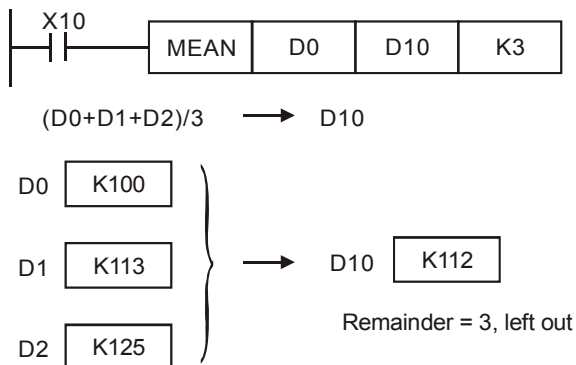 X10
MEAN D0 D10 K3
(D0+D1+D2)/3 → D10
D0 K100
D1 K113 → D10 K112
Remainder = 3, left out
D2 K125